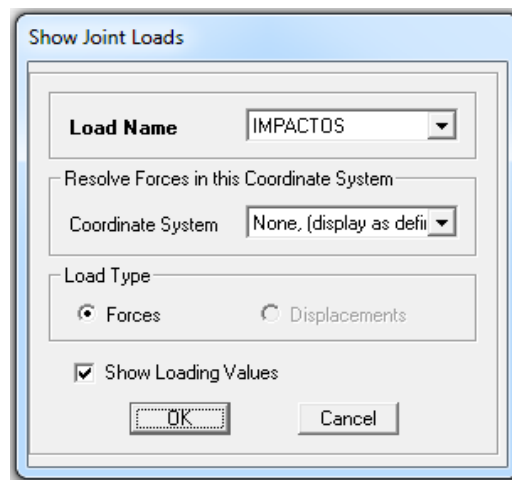 Show Joint Loads
Load Name IMPACTOS
Resolve Forces in this Coordinate System
Coordinate System None, (display as defi
Load Type
Forces Displacements
Show Loading Values
OK Cancel